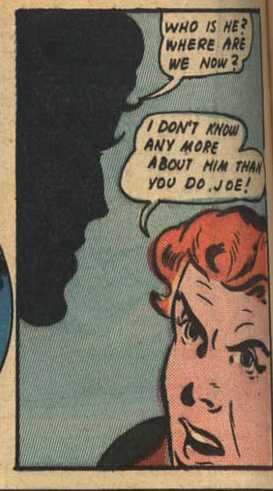 WHO IS HE?
WHERE ARE
WE NOW?
I DON'T KNOW
ANY MORE
ABOUT HIM THAN
YOU DO, JOE!